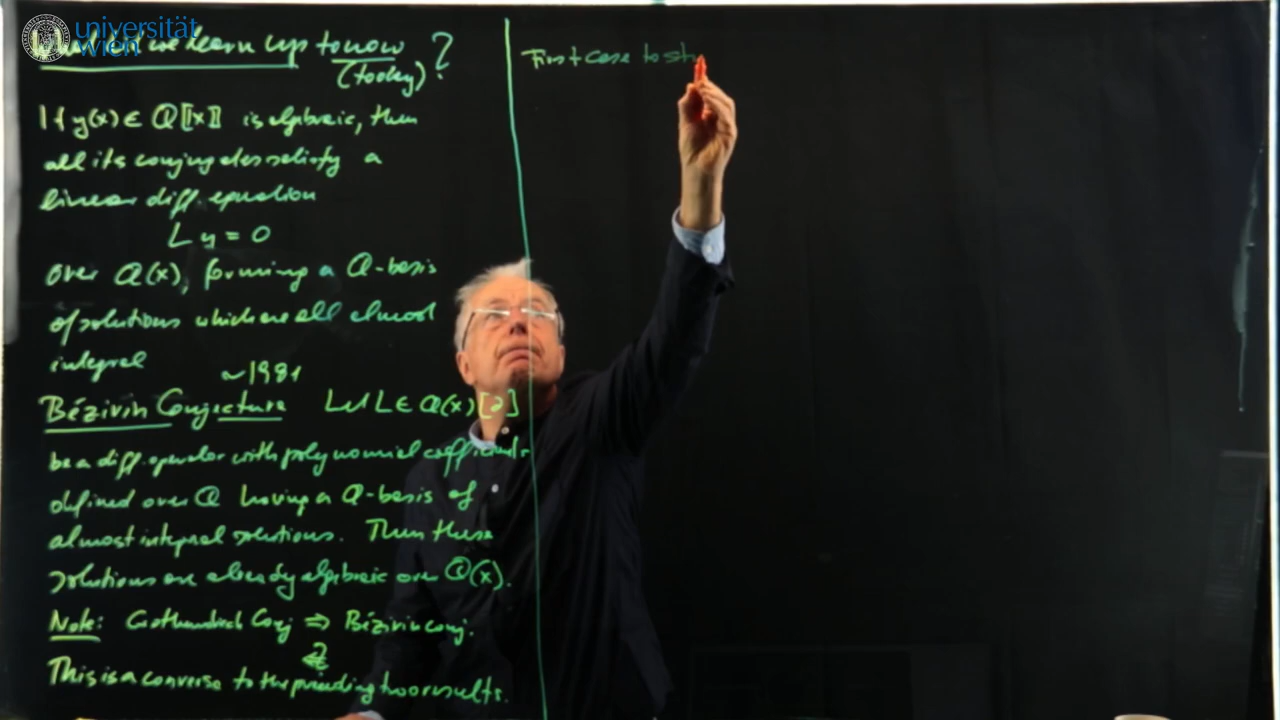 universität
wien
we learn up to now ?
(today)
If y(x) ∈ Q[[x]] is algebraic, then
all its conjugates satisfy a
linear diff. equation
L y = 0
over Q(x), forming a Q-basis
of solutions which are all almost
integral
~1981
Bézivin Conjecture Let L ∈ Q(x)[∂]
be a diff. operator with polynomial coefficients
defined over Q having a Q-basis of
almost integral solutions. Then these
solutions are already algebraic over Q(x).
Note: Grothendieck Conj ⇒ Bézivin conj.
?
⇐
This is a converse to the preceding two results.
First case to st